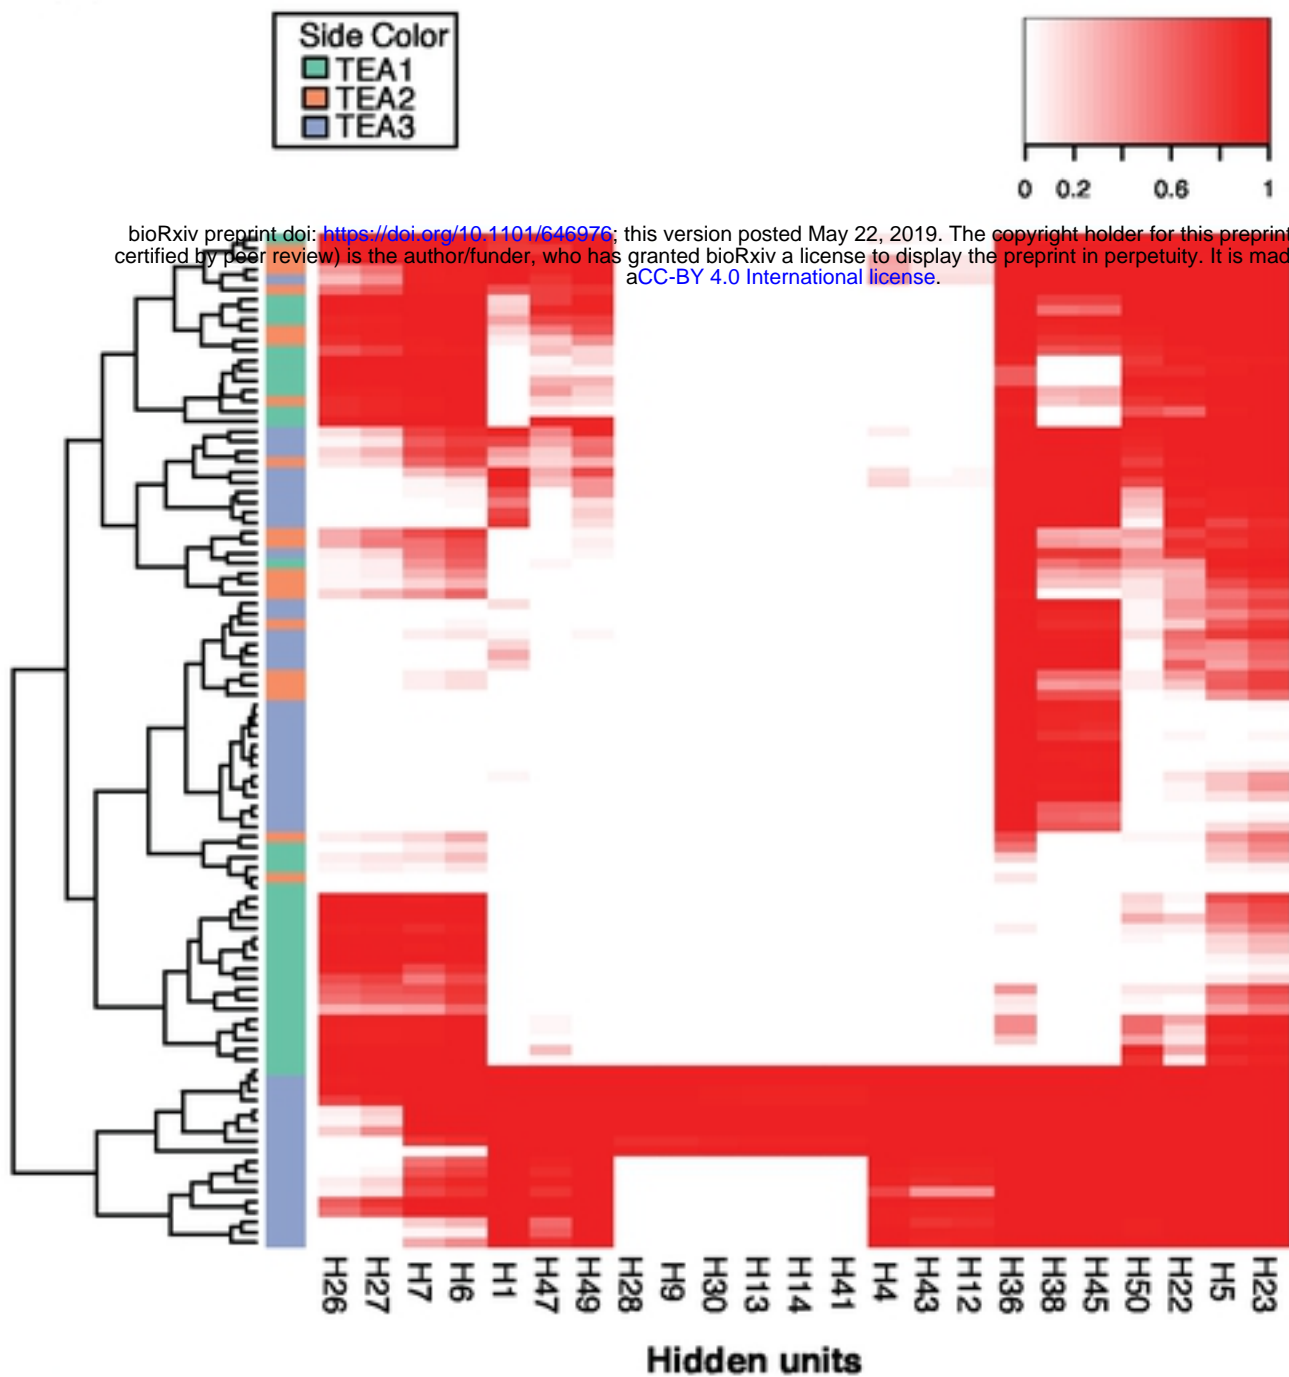 Side Color
TEA1
TEA2
TEA3
0 0.2 0.6 1
bioRxiv preprint doi: https://doi.org/10.1101/646976; this version posted May 22, 2019. The copyright holder for this preprint
certified by peer review) is the author/funder, who has granted bioRxiv a license to display the preprint in perpetuity. It is mad
aCC-BY 4.0 International license.
H26 H27 H7 H6 H1 H47 H49 H28 H9 H30 H13 H14 H41 H4 H43 H12 H36 H38 H45 H50 H22 H5 H23
Hidden units